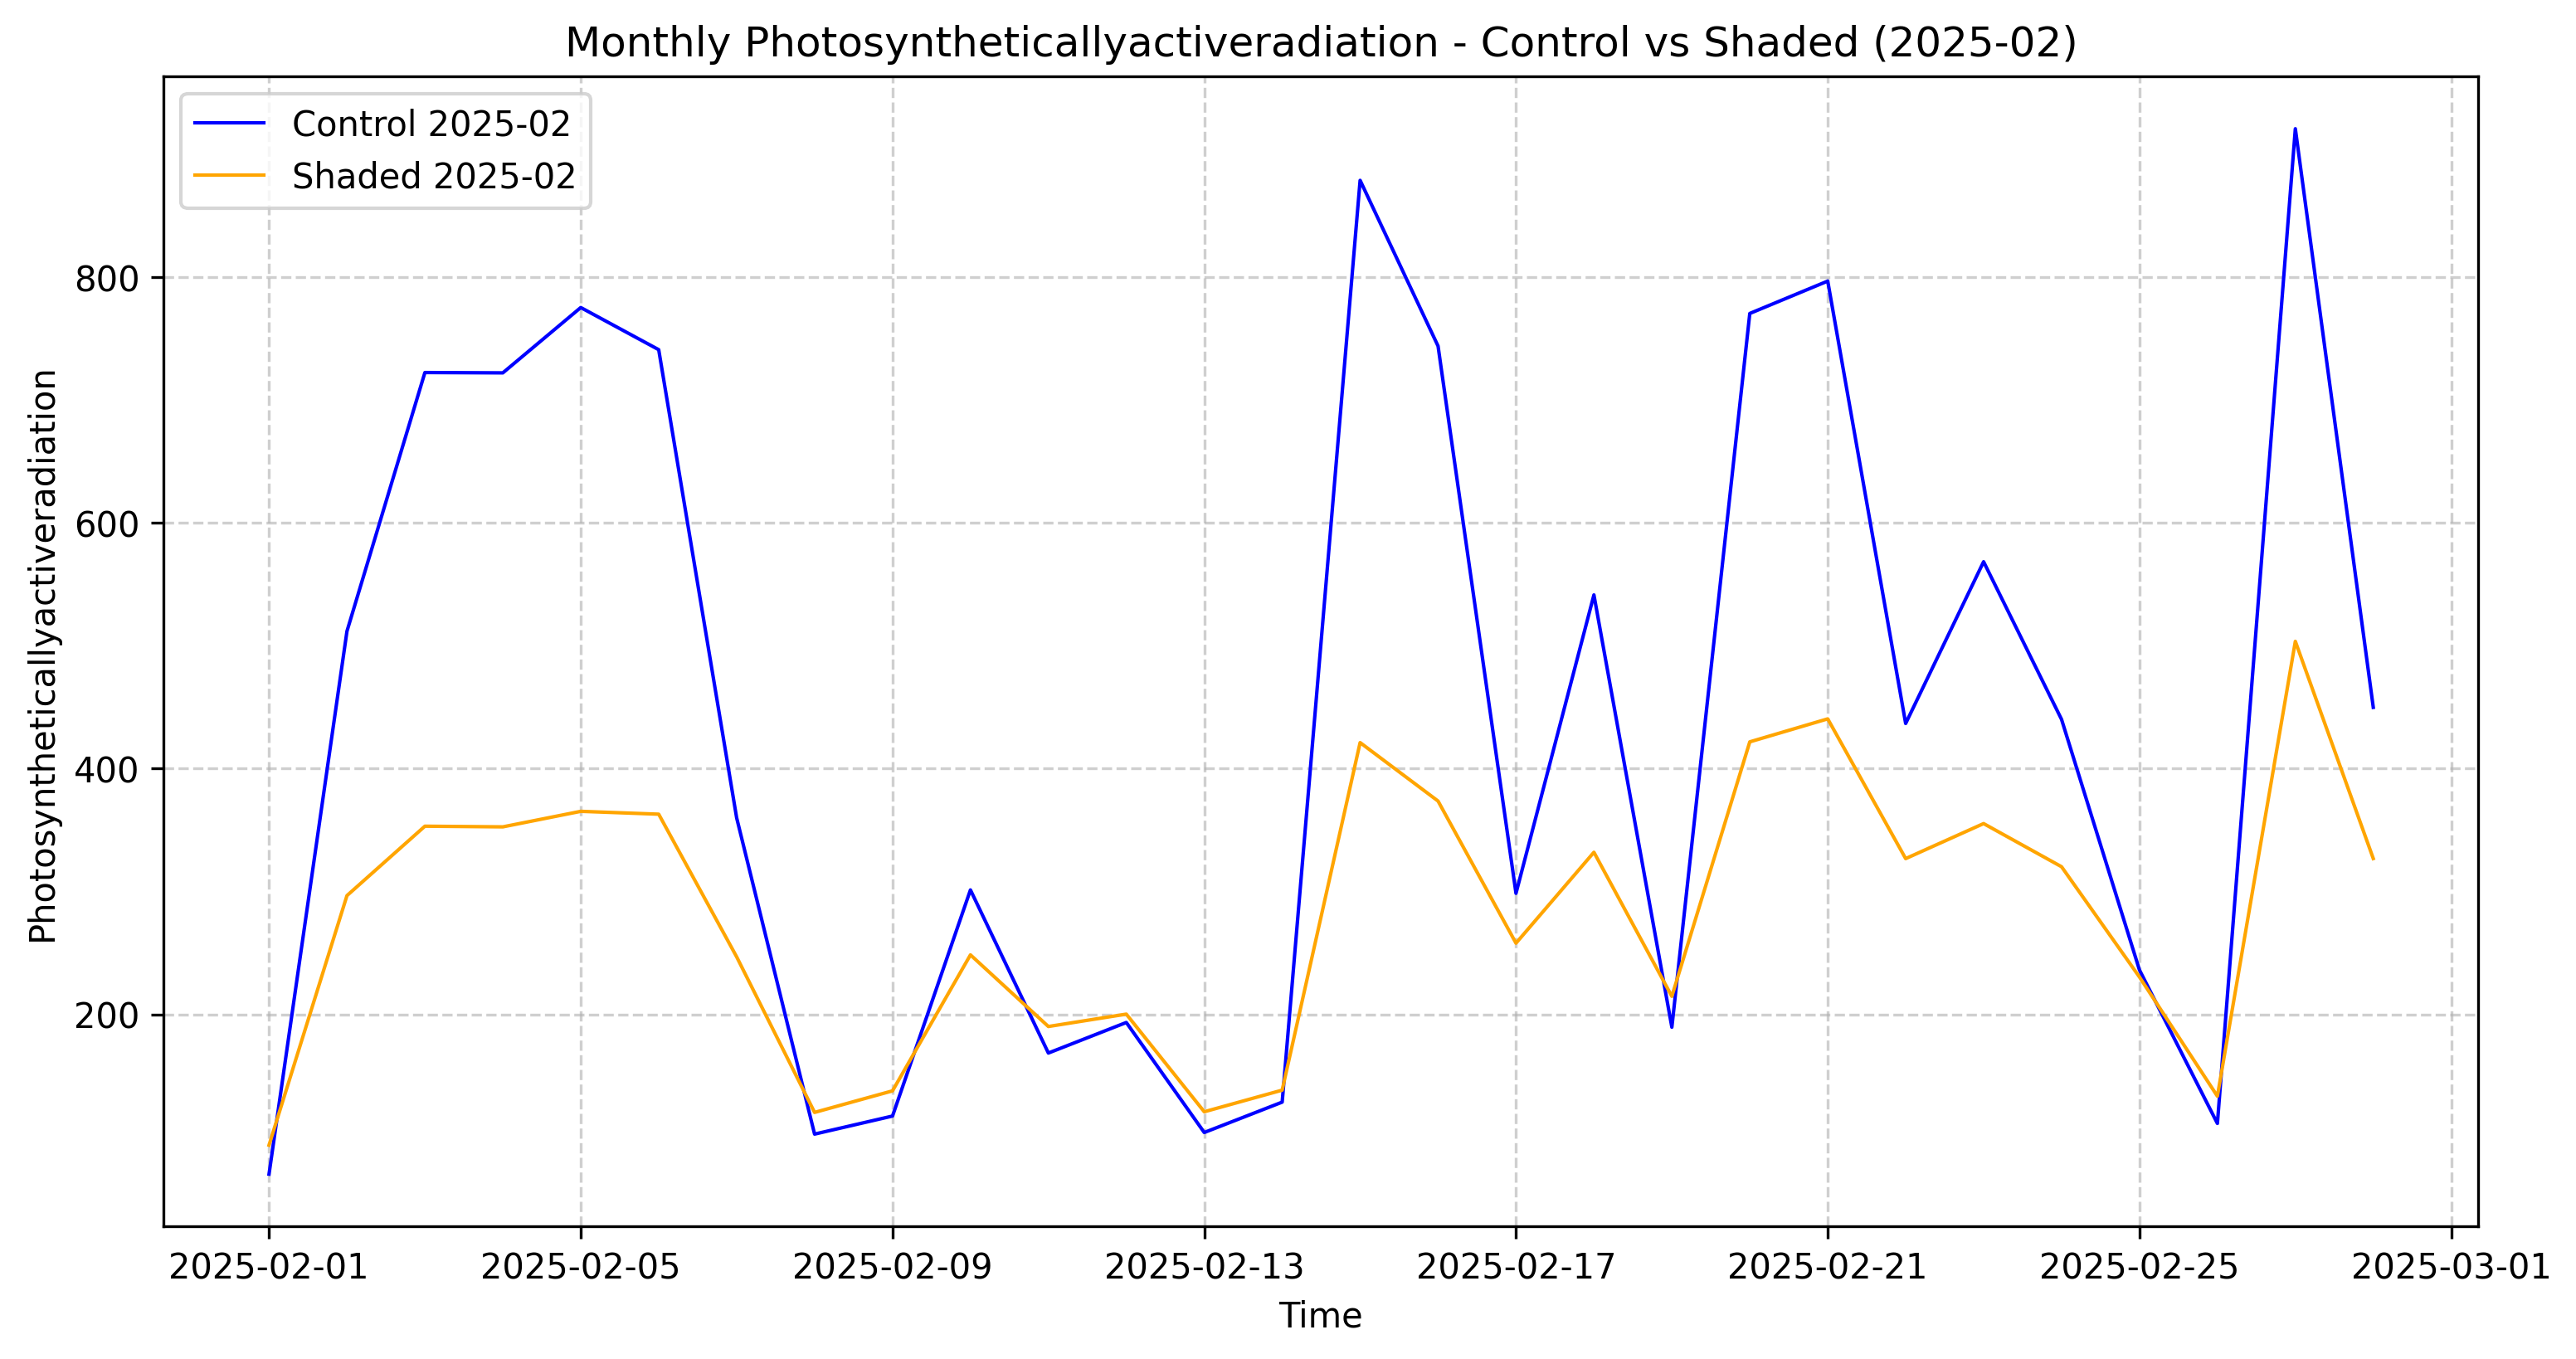 Monthly Photosyntheticallyactiveradiation - Control vs Shaded (2025-02)
Control 2025-02
Shaded 2025-02
Photosyntheticallyactiveradiation
800
600
400
200
2025-02-01 2025-02-05 2025-02-09 2025-02-13 2025-02-17 2025-02-21 2025-02-25 2025-03-01
Time